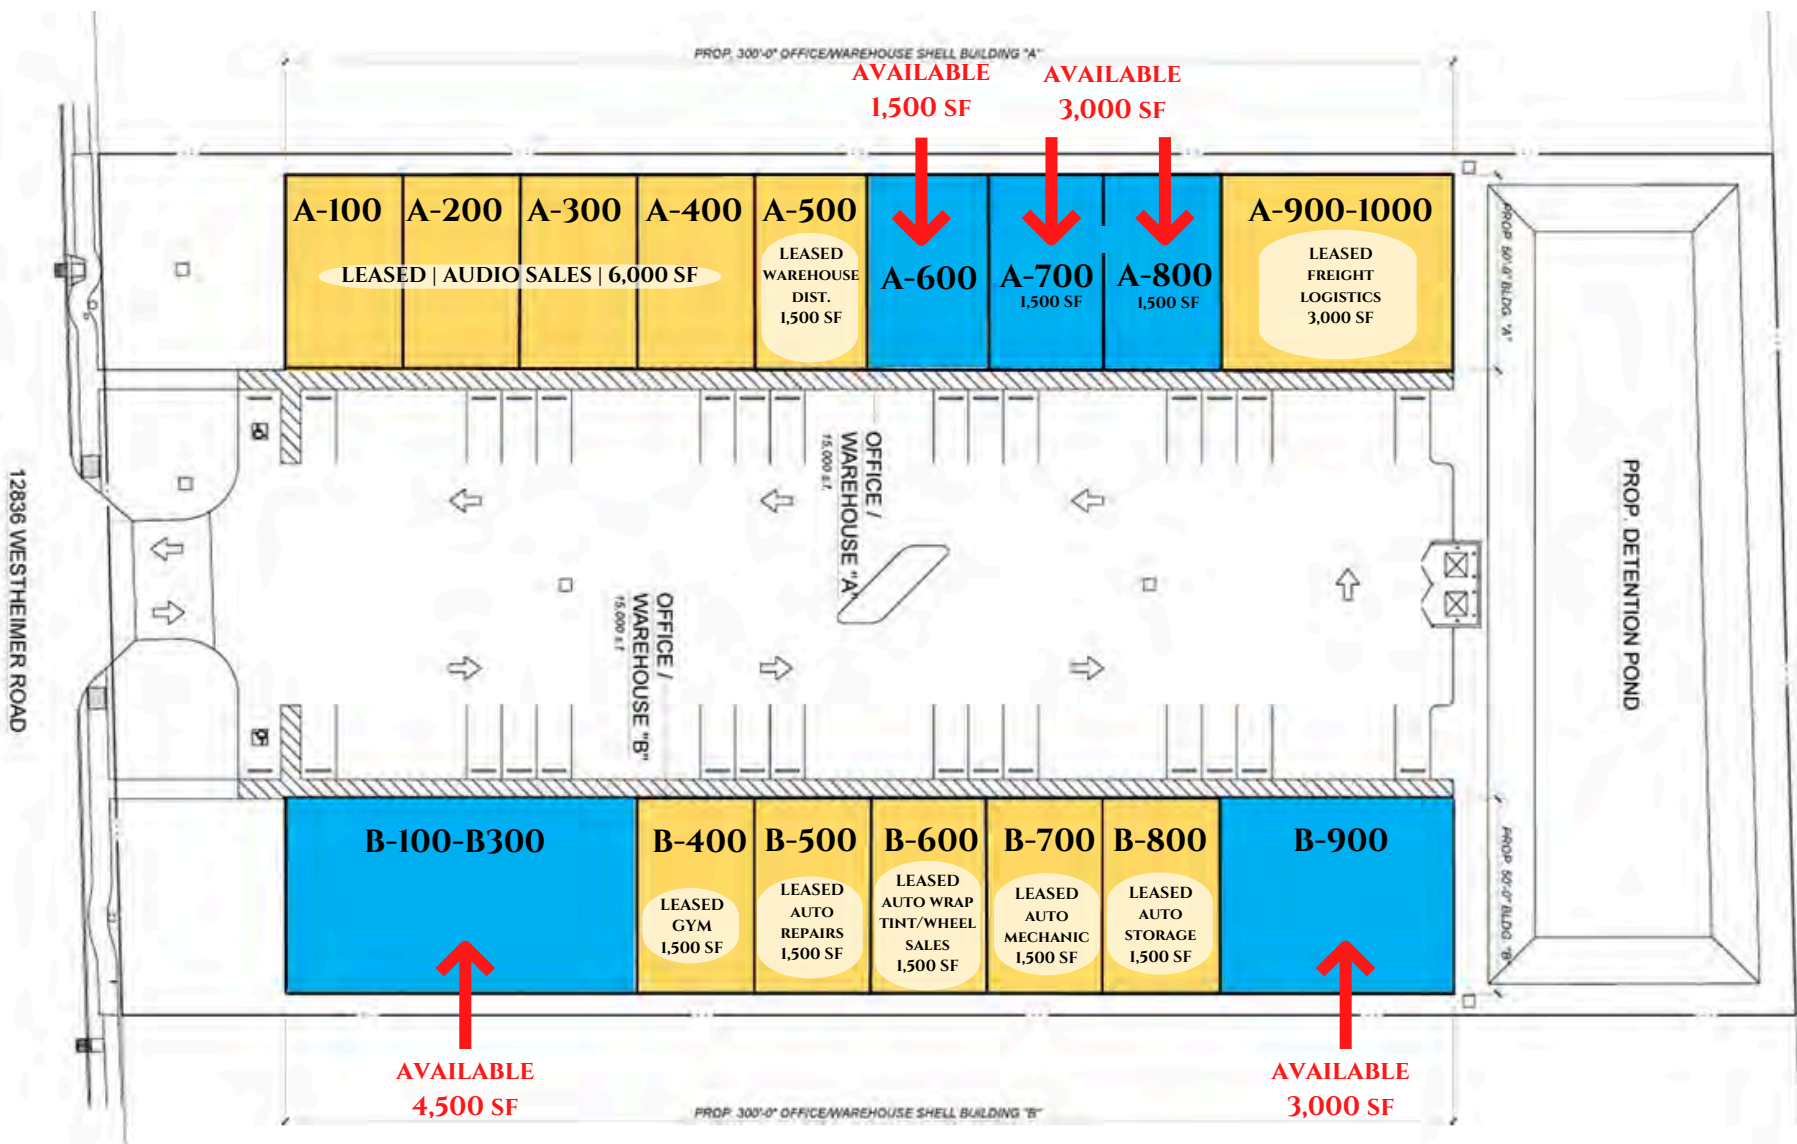 PROP. 300'-0" OFFICE/WAREHOUSE SHELL BUILDING "A"
AVAILABLE
1,500 SF
AVAILABLE
3,000 SF
A-100
A-200
A-300
A-400
LEASED | AUDIO SALES | 6,000 SF
A-500
LEASED
WAREHOUSE
DIST.
1,500 SF
A-600
A-700
1,500 SF
A-800
1,500 SF
A-900-1000
LEASED
FREIGHT
LOGISTICS
3,000 SF
PROP. 50'-0" BLDG. "A"
OFFICE /
WAREHOUSE "A"
15,000 s.f.
OFFICE /
WAREHOUSE "B"
15,000 s.f.
PROP. DETENTION POND
12836 WESTHEIMER ROAD
B-100-B300
B-400
LEASED
GYM
1,500 SF
B-500
LEASED
AUTO
REPAIRS
1,500 SF
B-600
LEASED
AUTO WRAP
TINT/WHEEL
SALES
1,500 SF
B-700
LEASED
AUTO
MECHANIC
1,500 SF
B-800
LEASED
AUTO
STORAGE
1,500 SF
B-900
PROP. 50'-0" BLDG. "B"
AVAILABLE
4,500 SF
AVAILABLE
3,000 SF
PROP. 300'-0" OFFICE/WAREHOUSE SHELL BUILDING "B"